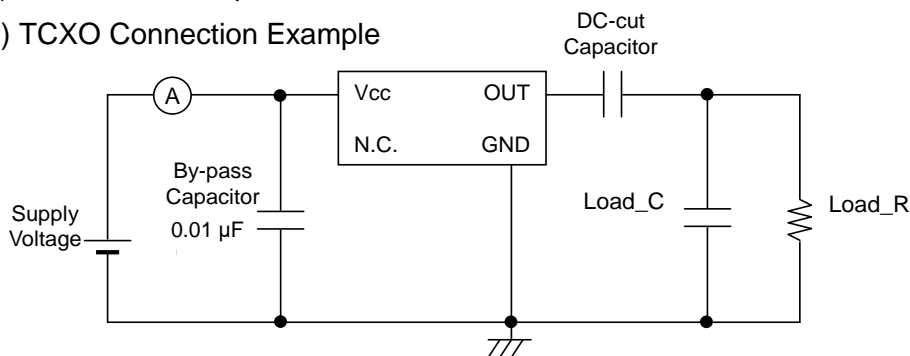 ) TCXO Connection Example
DC-cut
Capacitor
A
Vcc
OUT
N.C.
GND
By-pass
Capacitor
0.01 µF
Supply
Voltage
Load_C
Load_R